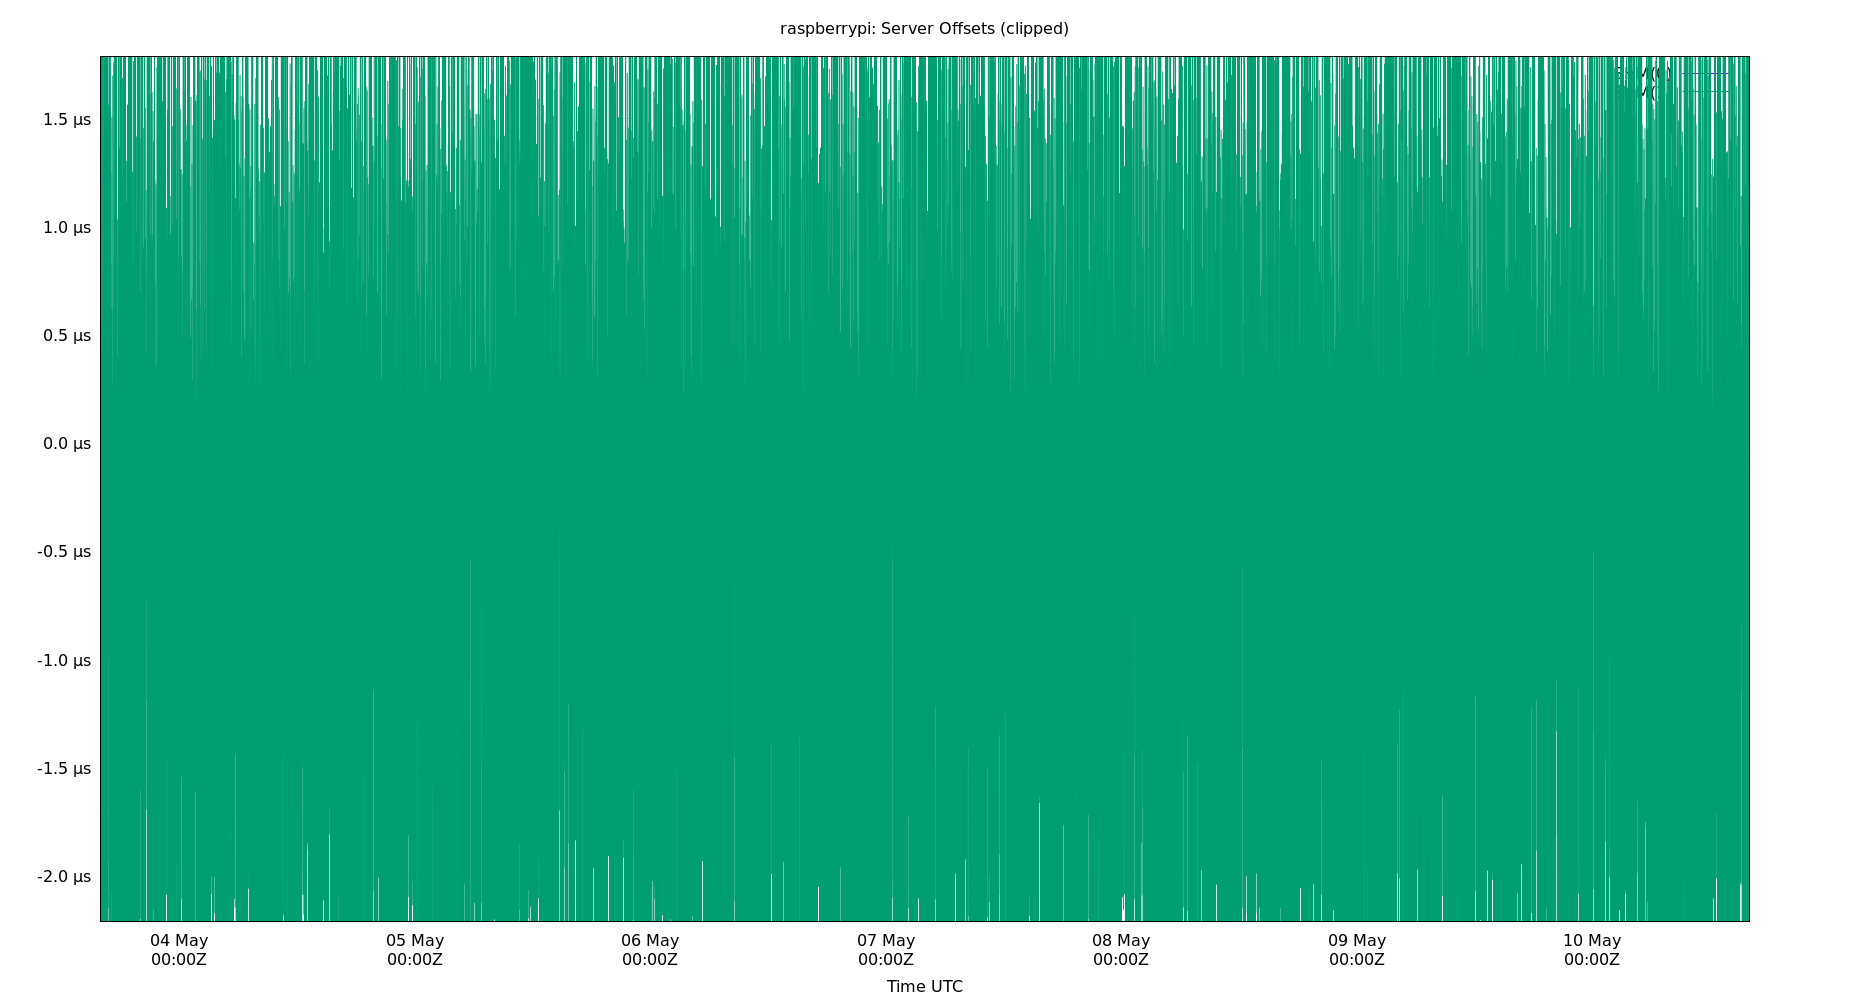 raspberrypi: Server Offsets (clipped)
1.5 µs
1.0 µs
0.5 µs
0.0 µs
-0.5 µs
-1.0 µs
-1.5 µs
-2.0 µs
04 May
00:00Z
05 May
00:00Z
06 May
00:00Z
07 May
00:00Z
08 May
00:00Z
09 May
00:00Z
10 May
00:00Z
Time UTC